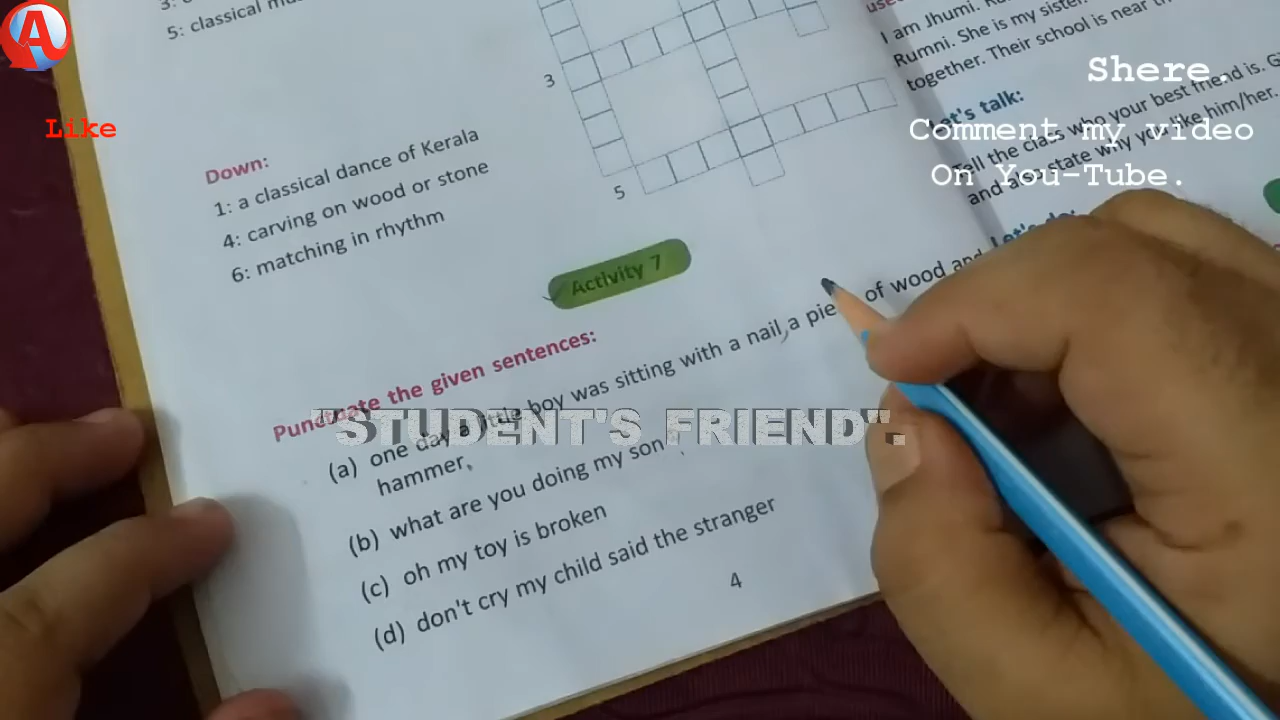 A
Like
Shere.
Comment my video
On You-Tube.
"STUDENT'S FRIEND".
5: classical
Down:
1: a classical dance of Kerala
4: carving on wood or stone
6: matching in rhythm
3
5
Activity 7
Punctuate the given sentences:
(a) one day a little boy was sitting with a nail, a of wood and
hammer.
(b) what are you doing my son
(c) oh my toy is broken
(d) don't cry my child said the stranger
4
I am Jhumi.
Rumni. She is my sister.
together. Their school is near
Let's talk:
Tell the class who your best friend is.
and also state why you like him/her.
Let's do: